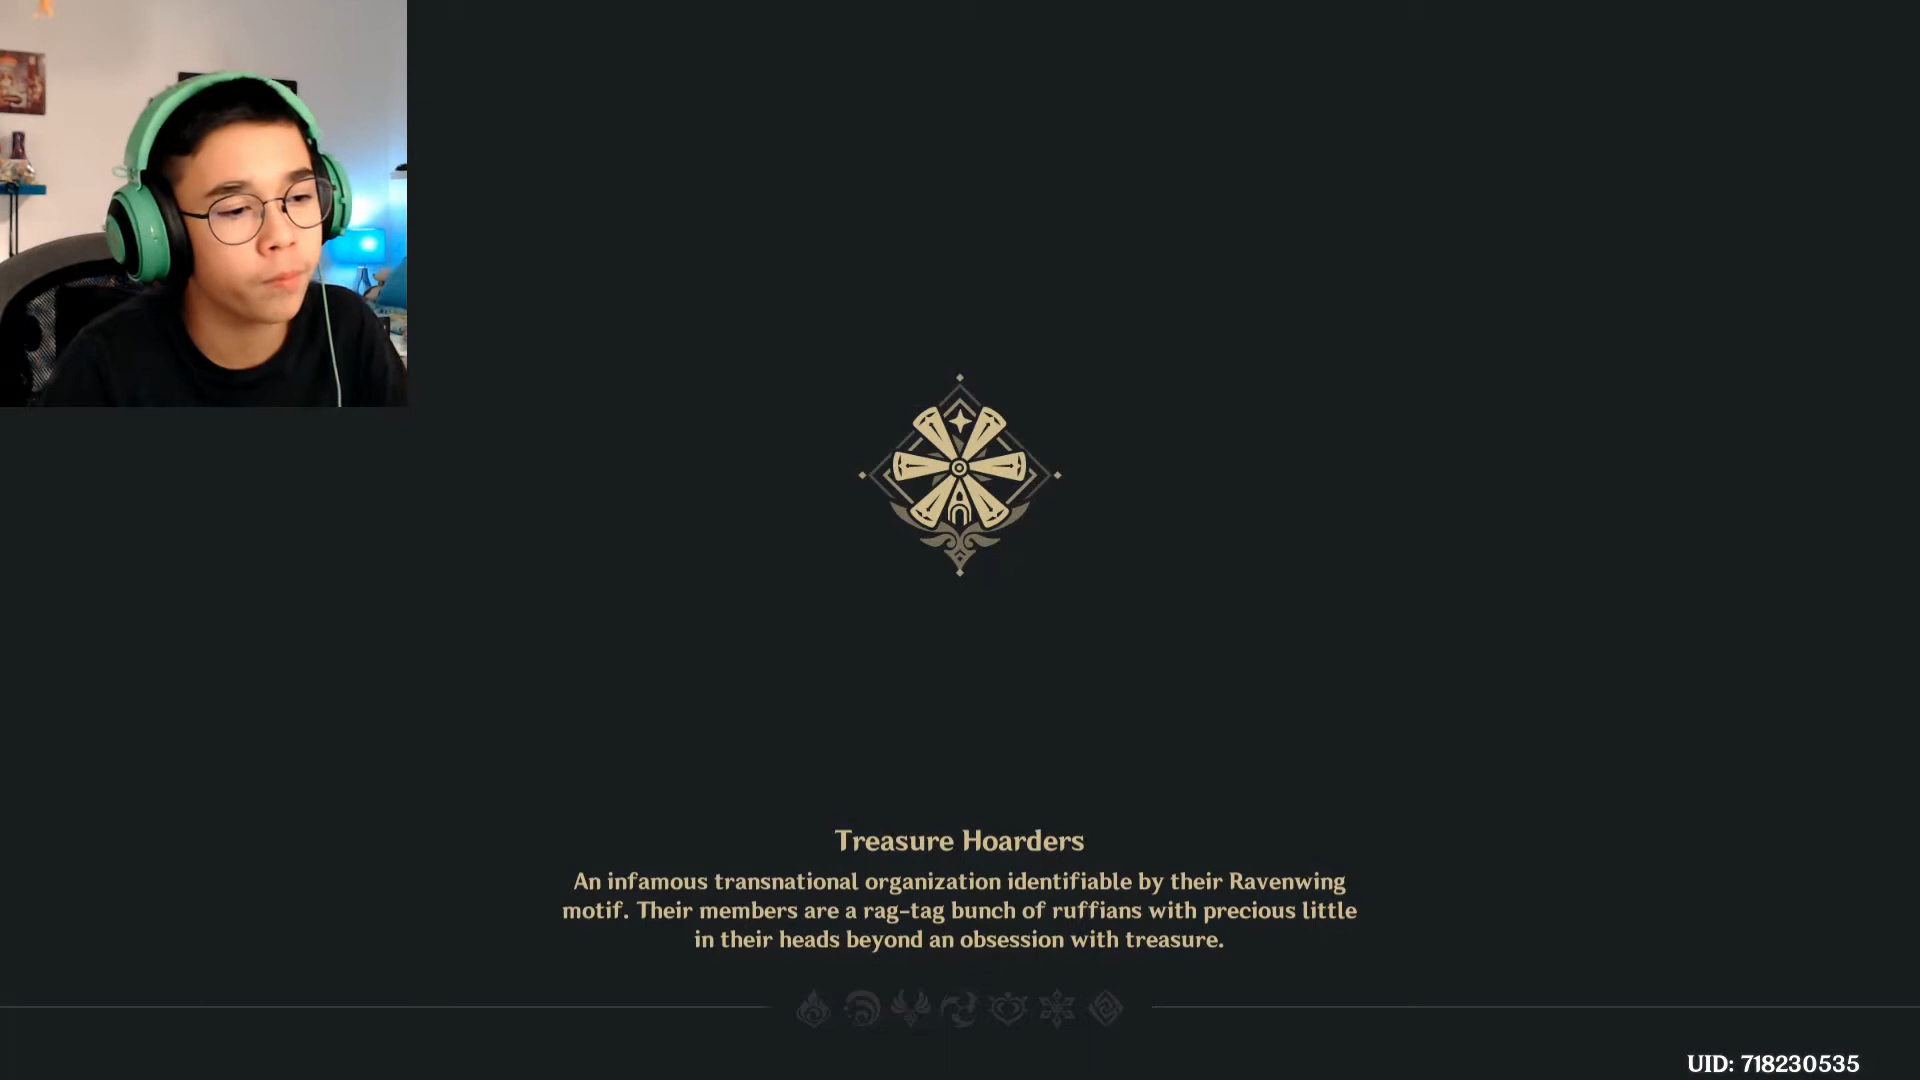 Treasure Hoarders
An infamous transnational organization identifiable by their Ravenwing
motif. Their members are a rag-tag bunch of ruffians with precious little
in their heads beyond an obsession with treasure.
UID: 718230535